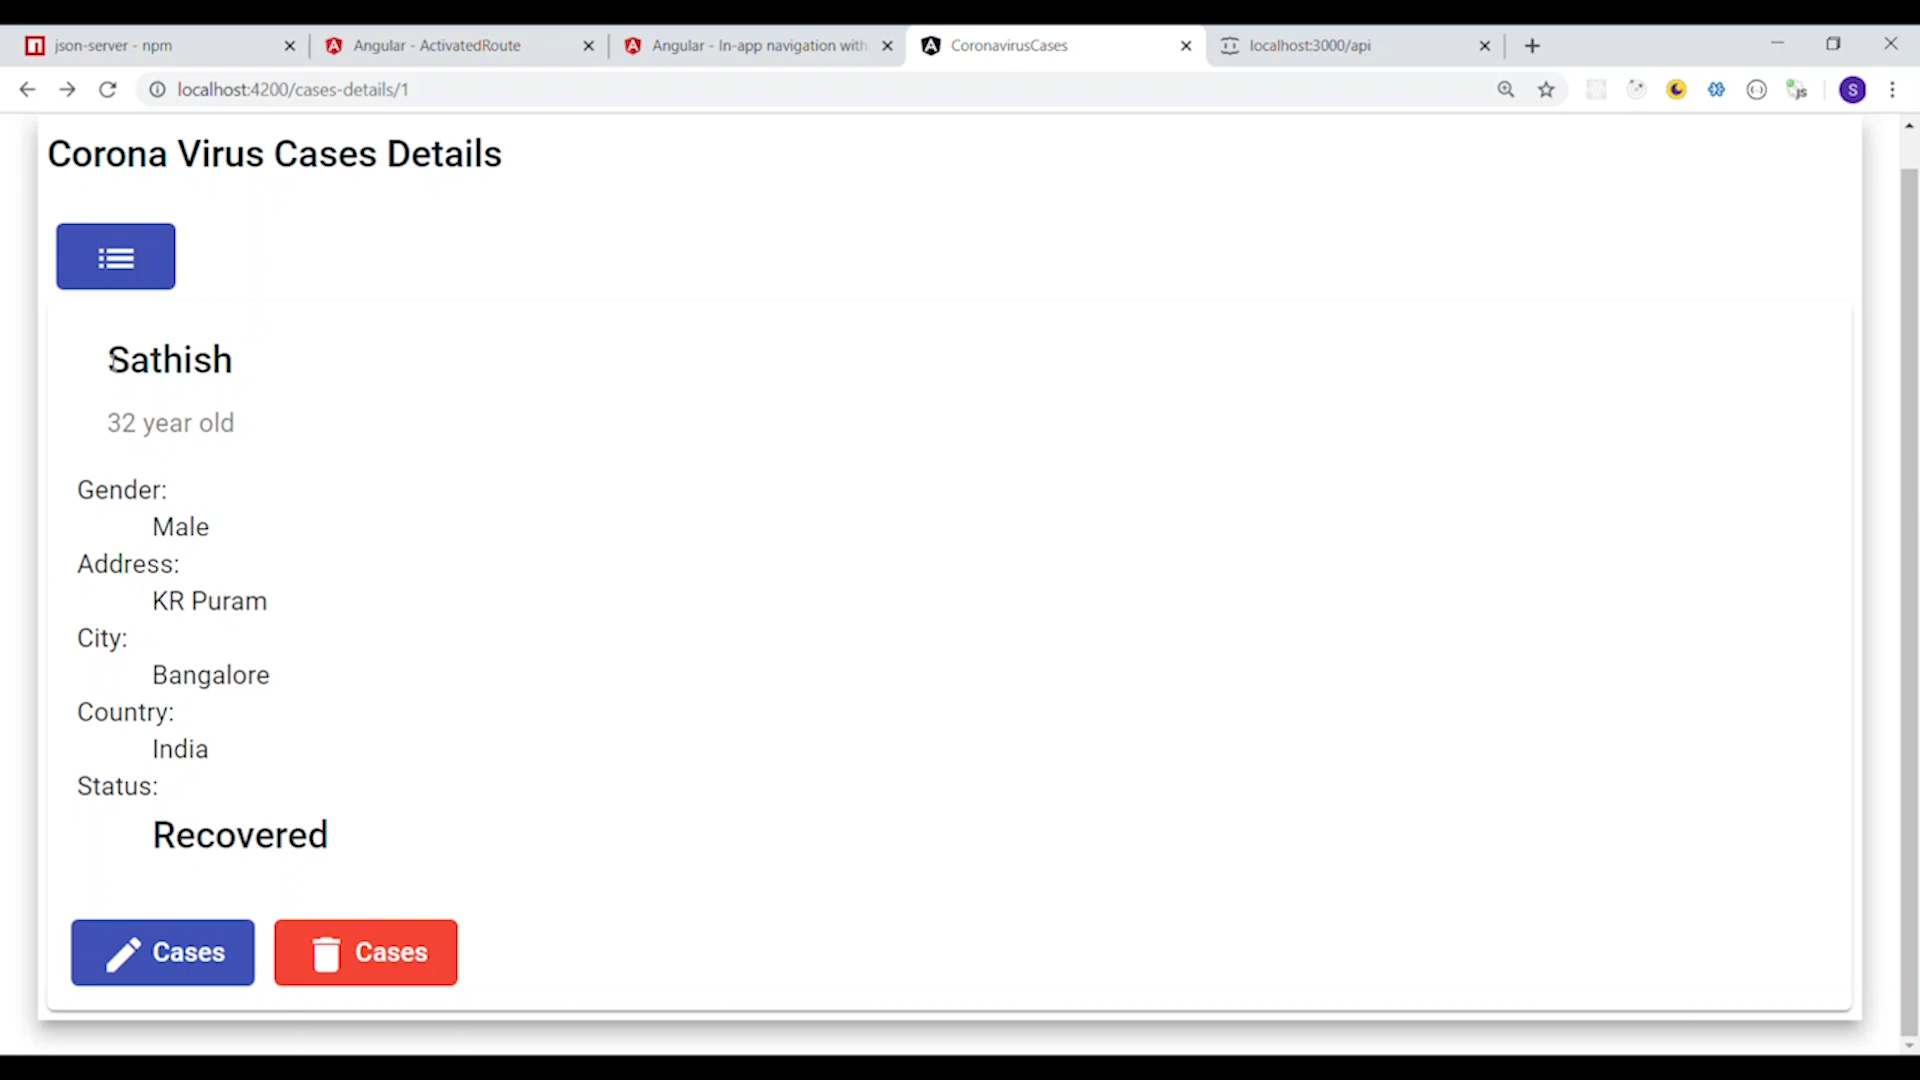 json-server - npm
Angular - ActivatedRoute
Angular - In-app navigation with
CoronavirusCases
localhost:3000/api
localhost:4200/cases-details/1
js
S
Corona Virus Cases Details
Sathish
32 year old
Gender:
Male
Address:
KR Puram
City:
Bangalore
Country:
India
Status:
Recovered
Cases
Cases